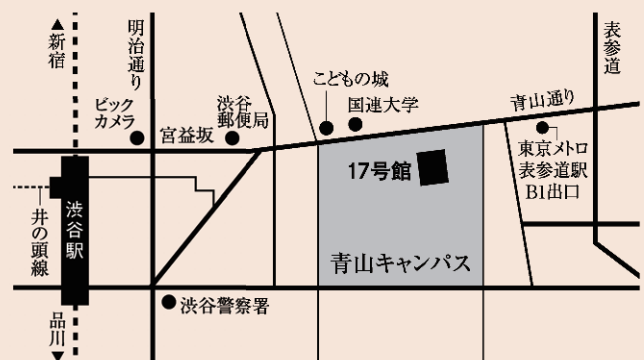 ▲新宿
明治通り
表参道
こどもの城
国連大学
青山通り
ビック
カメラ
渋谷
郵便局
宮益坂
東京メトロ
表参道駅
B1出口
17号館
井の頭線
渋谷駅
青山キャンパス
渋谷警察署
品川▼